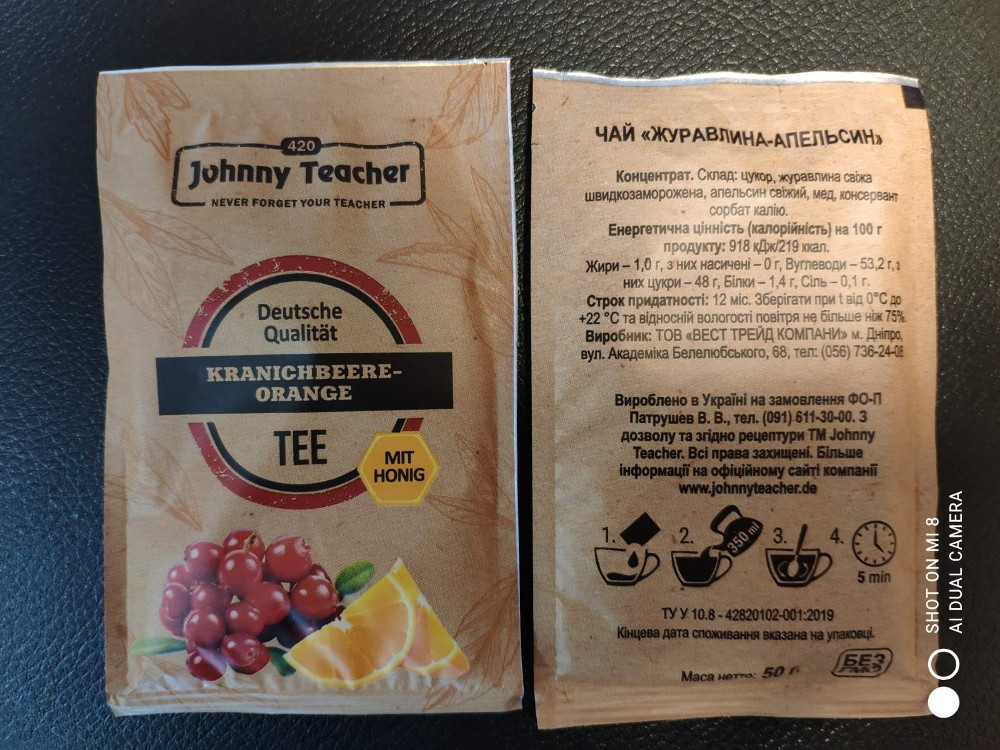 420
Johnny Teacher
NEVER FORGET YOUR TEACHER
Deutsche
Qualität
KRANICHBEERE-
ORANGE
TEE
MIT
HONIG
ЧАЙ «ЖУРАВЛИНА-АПЕЛЬСИН»
Концентрат. Склад: цукор, журавлина свіжа
швидкозаморожена, апельсин свіжий, мед, консервант
сорбат калію.
Енергетична цінність (калорійність) на 100 г
продукту: 918 кДж/219 ккал.
Жири – 1,0 г, з них насичені – 0 г, Вуглеводи – 53,2 г, з
них цукри – 48 г, Білки – 1,4 г, Сіль – 0,1 г.
Строк придатності: 12 міс. Зберігати при t від 0°С до
+22 °С та відносній вологості повітря не більше ніж 75%
Виробник: ТОВ «ВЕСТ ТРЕЙД КОМПАНИ» м. Дніпро,
вул. Академіка Белелюбського, 68, тел: (056) 736-24-08
Вироблено в Україні на замовлення ФО-П
Патрушев В. В., тел. (091) 611-30-00. З
дозволу та згідно рецептури ТМ Johnny
Teacher. Всі права захищені. Більше
інформації на офіційному сайті компанії
www.johnnyteacher.de
1. 2. 350 ml 3. 4.
5 min
ТУ У 10.8 - 42820102-001:2019
Кінцева дата споживання вказана на упаковці.
Маса нетто: 50 г.
БЕЗ
ГМО
SHOT ON MI 8
AI DUAL CAMERA